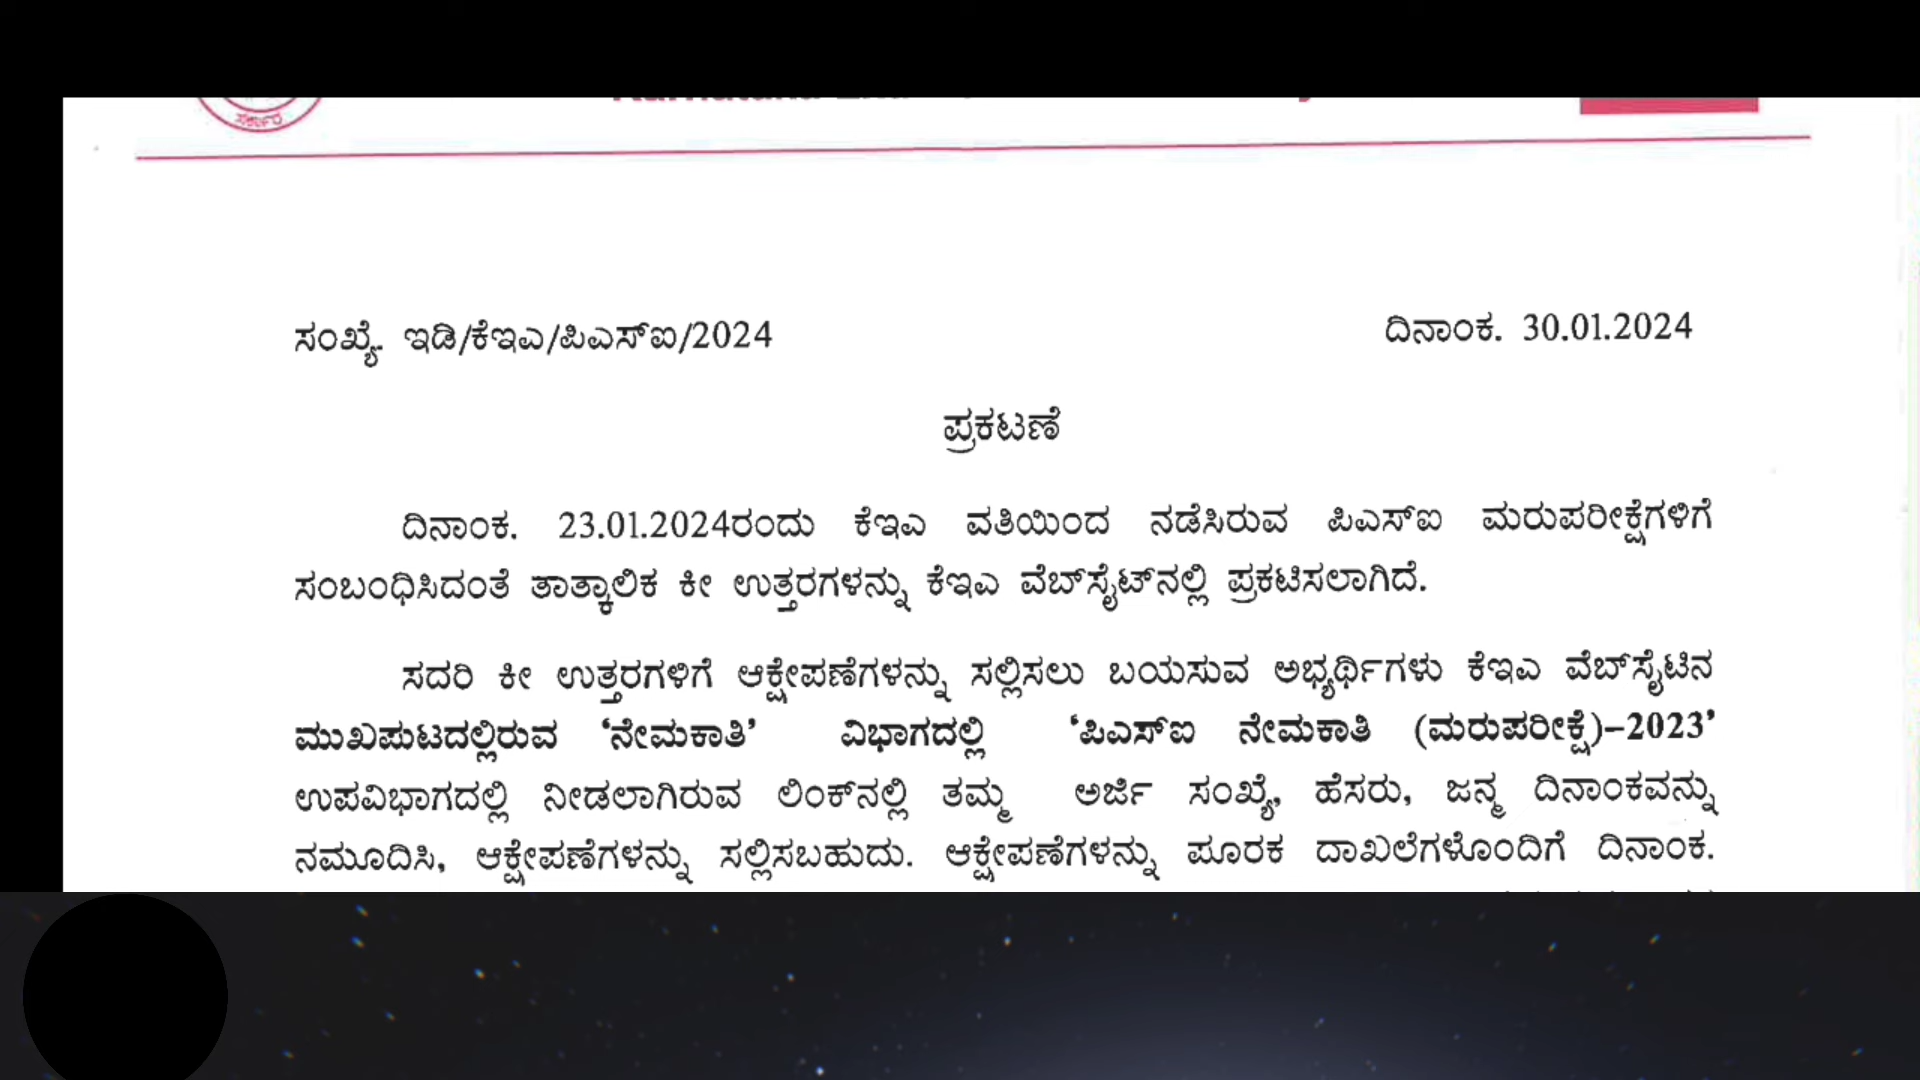 ಸರ್ಕಾರ
ಸಂಖ್ಯೆ. ಇಡಿ/ಕೆಇಎ/ಪಿಎಸ್ಐ/2024 ದಿನಾಂಕ. 30.01.2024
ಪ್ರಕಟಣೆ
ದಿನಾಂಕ. 23.01.2024ರಂದು ಕೆಇಎ ವತಿಯಿಂದ ನಡೆಸಿರುವ ಪಿಎಸ್ಐ ಮರುಪರೀಕ್ಷೆಗಳಿಗೆ
ಸಂಬಂಧಿಸಿದಂತೆ ತಾತ್ಕಾಲಿಕ ಕೀ ಉತ್ತರಗಳನ್ನು ಕೆಇಎ ವೆಬ್‌ಸೈಟ್‌ನಲ್ಲಿ ಪ್ರಕಟಿಸಲಾಗಿದೆ.
ಸದರಿ ಕೀ ಉತ್ತರಗಳಿಗೆ ಆಕ್ಷೇಪಣೆಗಳನ್ನು ಸಲ್ಲಿಸಲು ಬಯಸುವ ಅಭ್ಯರ್ಥಿಗಳು ಕೆಇಎ ವೆಬ್‌ಸೈಟಿನ
ಮುಖಪುಟದಲ್ಲಿರುವ ‘ನೇಮಕಾತಿ’ ವಿಭಾಗದಲ್ಲಿ ‘ಪಿಎಸ್ಐ ನೇಮಕಾತಿ (ಮರುಪರೀಕ್ಷೆ)–2023’
ಉಪವಿಭಾಗದಲ್ಲಿ ನೀಡಲಾಗಿರುವ ಲಿಂಕ್‌ನಲ್ಲಿ ತಮ್ಮ ಅರ್ಜಿ ಸಂಖ್ಯೆ, ಹೆಸರು, ಜನ್ಮ ದಿನಾಂಕವನ್ನು
ನಮೂದಿಸಿ, ಆಕ್ಷೇಪಣೆಗಳನ್ನು ಸಲ್ಲಿಸಬಹುದು. ಆಕ್ಷೇಪಣೆಗಳನ್ನು ಪೂರಕ ದಾಖಲೆಗಳೊಂದಿಗೆ ದಿನಾಂಕ.